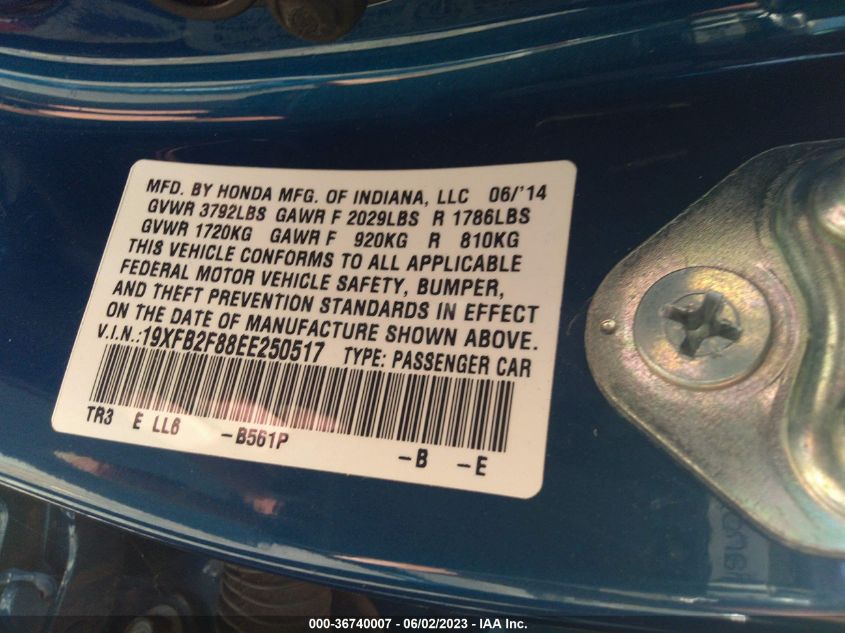 MFD. BY HONDA MFG. OF INDIANA, LLC 06/'14
GVWR 3792LBS GAWR F 2029LBS R 1786LBS
GVWR 1720KG GAWR F 920KG R 810KG
THIS VEHICLE CONFORMS TO ALL APPLICABLE
FEDERAL MOTOR VEHICLE SAFETY, BUMPER,
AND THEFT PREVENTION STANDARDS IN EFFECT
ON THE DATE OF MANUFACTURE SHOWN ABOVE.
V.I.N.:19XFB2F88EE250517 TYPE: PASSENGER CAR
TR3 E LL6 -B561P -B -E
000-36740007 - 06/02/2023 - IAA Inc.